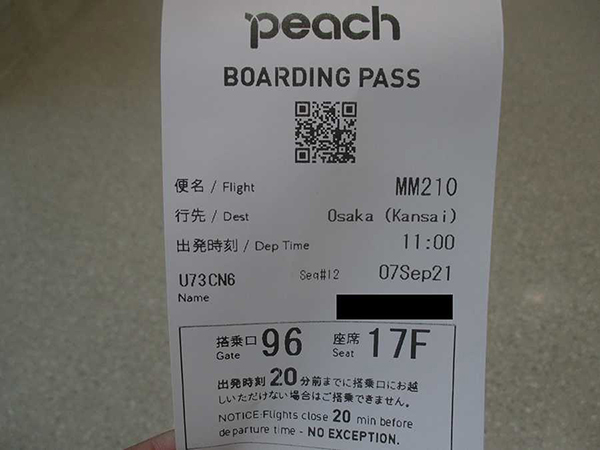 peach
BOARDING PASS
便名 / Flight MM210
行先 / Dest Osaka (Kansai)
出発時刻 / Dep Time 11:00
U73CN6 Seq#12 07Sep21
Name
搭乗口 Gate 96 座席 Seat 17F
出発時刻 20 分前までに搭乗口にお越
しいただけない場合はご搭乗できません。
NOTICE:Flights close 20 min before
departure time - NO EXCEPTION.